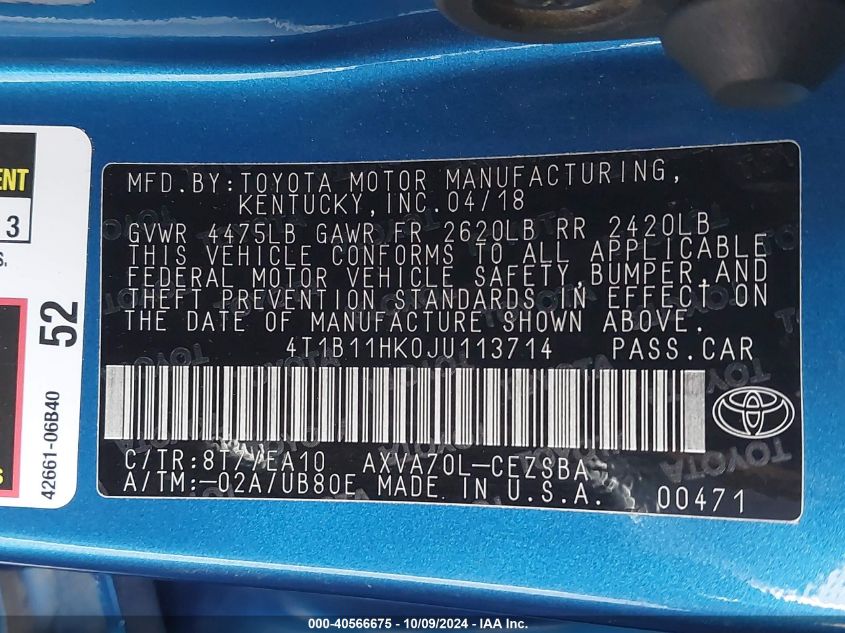 ENT
3
S.
52
42661-06B40
S
MFD.BY:TOYOTA MOTOR MANUFACTURING,
KENTUCKY,INC.04/18
GVWR 4475LB GAWR FR 2620LB RR 2420LB
THIS VEHICLE CONFORMS TO ALL APPLICABLE
FEDERAL MOTOR VEHICLE SAFETY,BUMPER,AND
THEFT PREVENTION STANDARDS IN EFFECT ON
THE DATE OF MANUFACTURE SHOWN ABOVE.
4T1B11HK0JU113714 PASS.CAR
C/TR:8T7/EA10 AXVA70L-CEZSBA
A/TM:-02A/UB80E MADE IN U.S.A. 00471
000-40566675 - 10/09/2024 - IAA Inc.